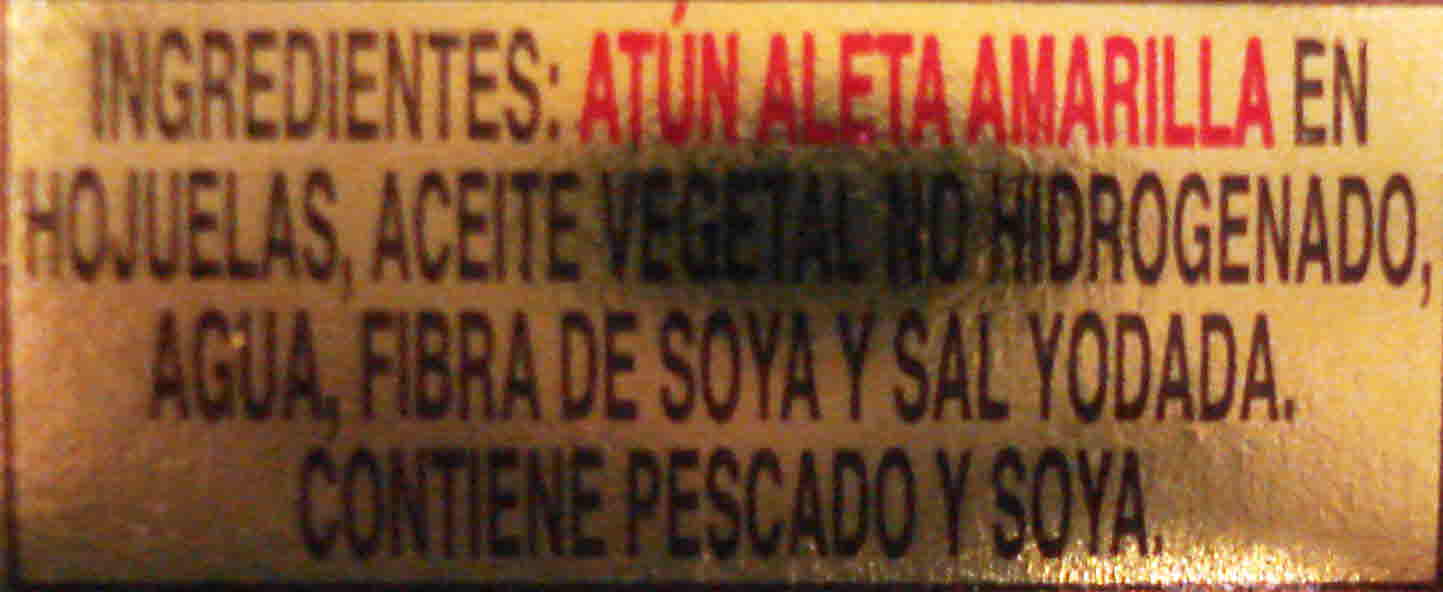 INGREDIENTES: ATÚN ALETA AMARILLA EN
HOJUELAS, ACEITE VEGETAL NO HIDROGENADO,
AGUA, FIBRA DE SOYA Y SAL YODADA.
CONTIENE PESCADO Y SOYA.